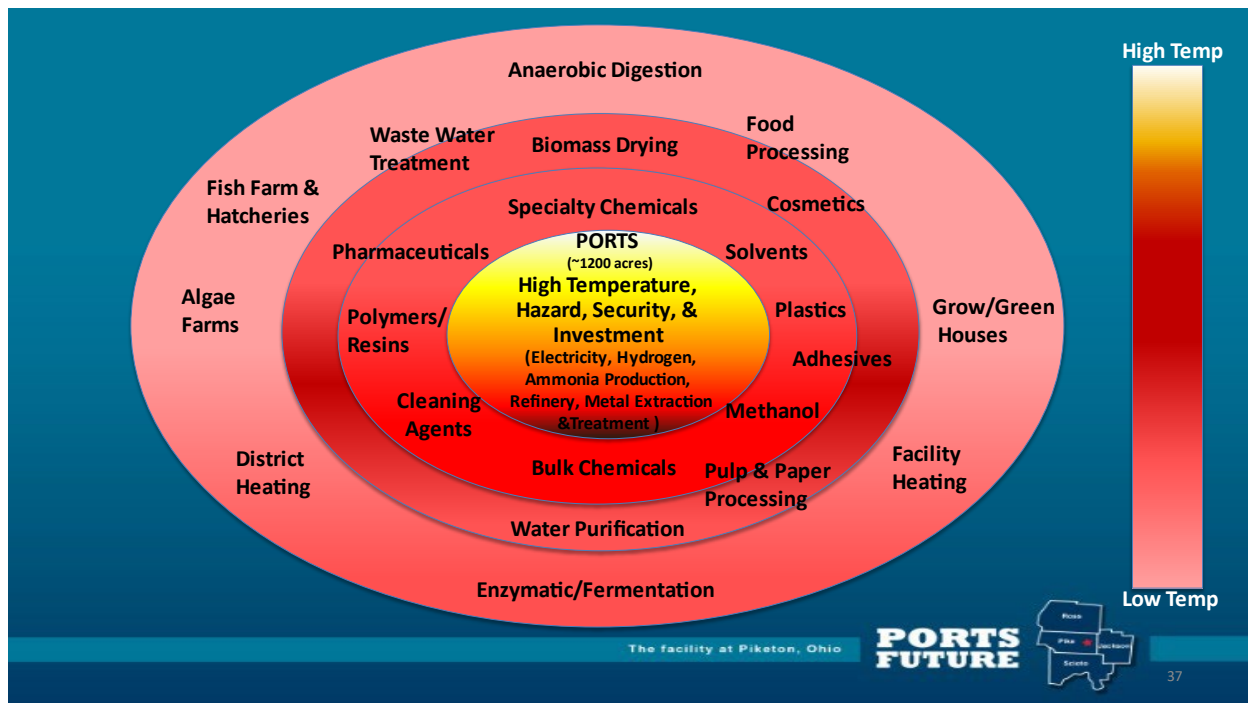 High Temp
Anaerobic Digestion
Food
Processing
Waste Water
Treatment
Biomass Drying
Fish Farm &
Hatcheries
Cosmetics
Specialty Chemicals
PORTS
(~1200 acres)
High Temperature,
Hazard, Security, &
Investment
(Electricity, Hydrogen,
Ammonia Production,
Refinery, Metal Extraction
&Treatment )
Pharmaceuticals
Solvents
Algae
Farms
Polymers/
Resins
Plastics
Grow/Green
Houses
Adhesives
Cleaning
Agents
Methanol
District
Heating
Bulk Chemicals
Pulp & Paper
Processing
Facility
Heating
Water Purification
Enzymatic/Fermentation
Low Temp
The facility at Piketon, Ohio
PORTS
FUTURE
Ross
Pike
Jackson
Scioto
37